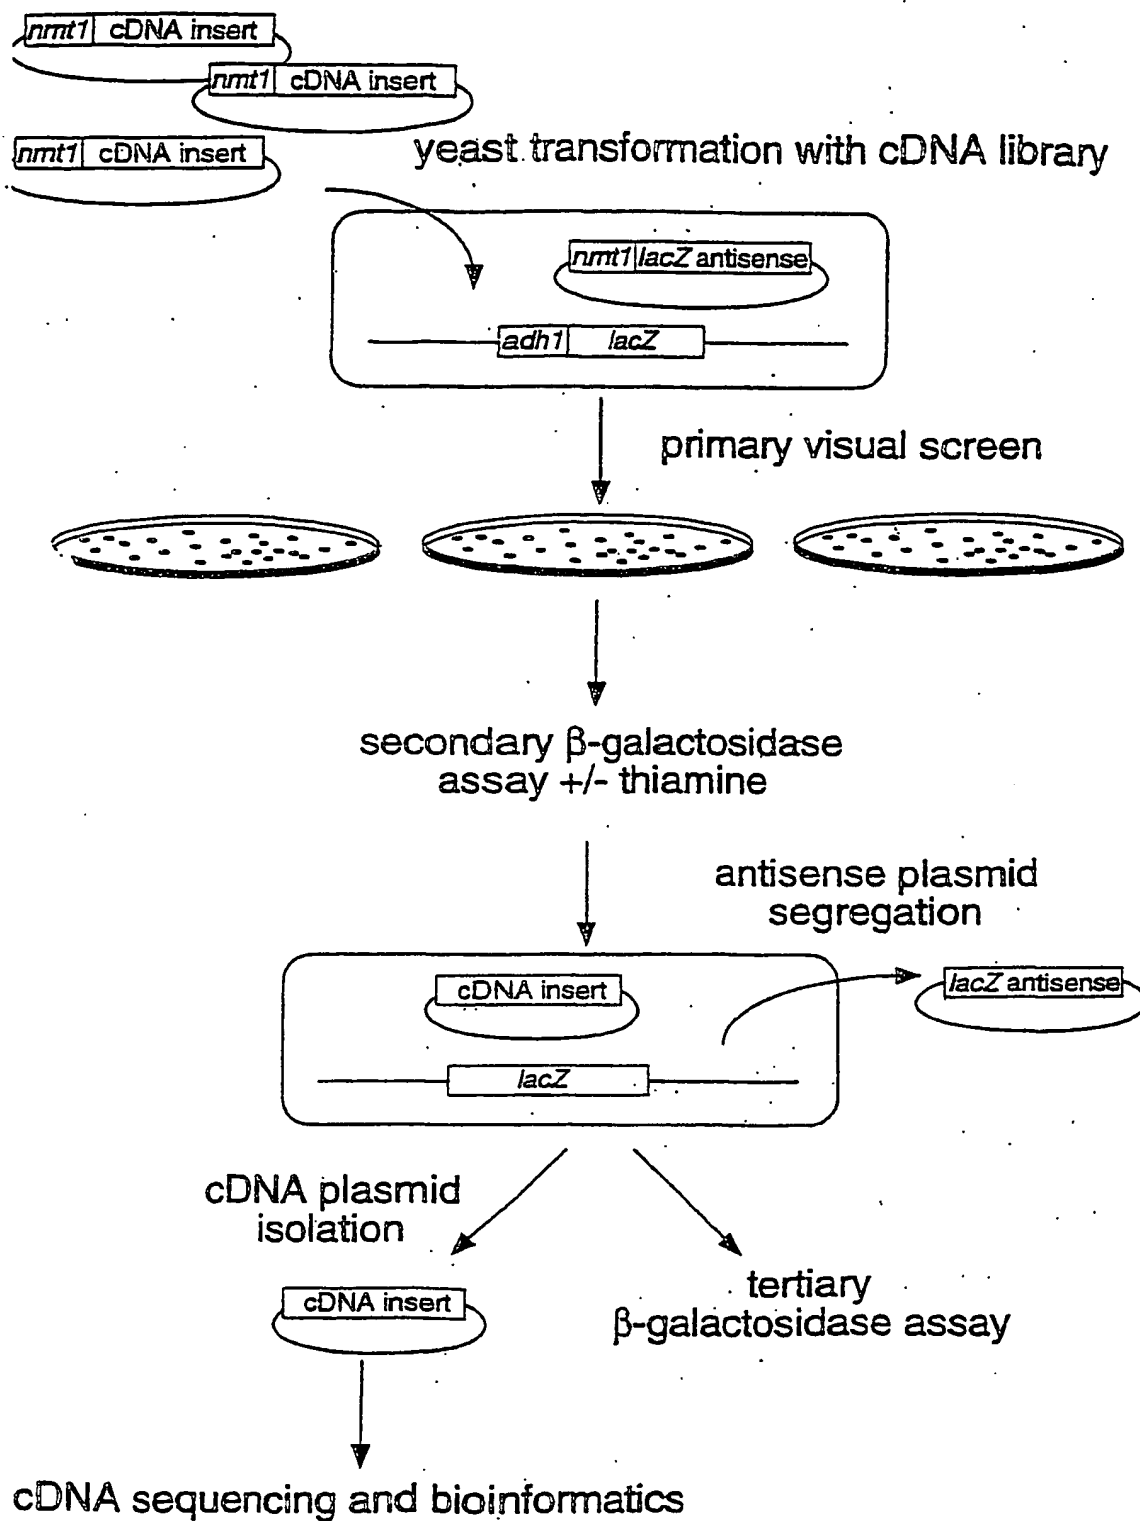 nmt1 cDNA insert
nmt1 cDNA insert
nmt1 cDNA insert
yeast transformation with cDNA library
nmt1 lacZ antisense
adh1 lacZ
primary visual screen
secondary β-galactosidase
assay +/- thiamine
antisense plasmid
segregation
cDNA insert
lacZ antisense
lacZ
cDNA plasmid
isolation
cDNA insert
tertiary
β-galactosidase assay
cDNA sequencing and bioinformatics